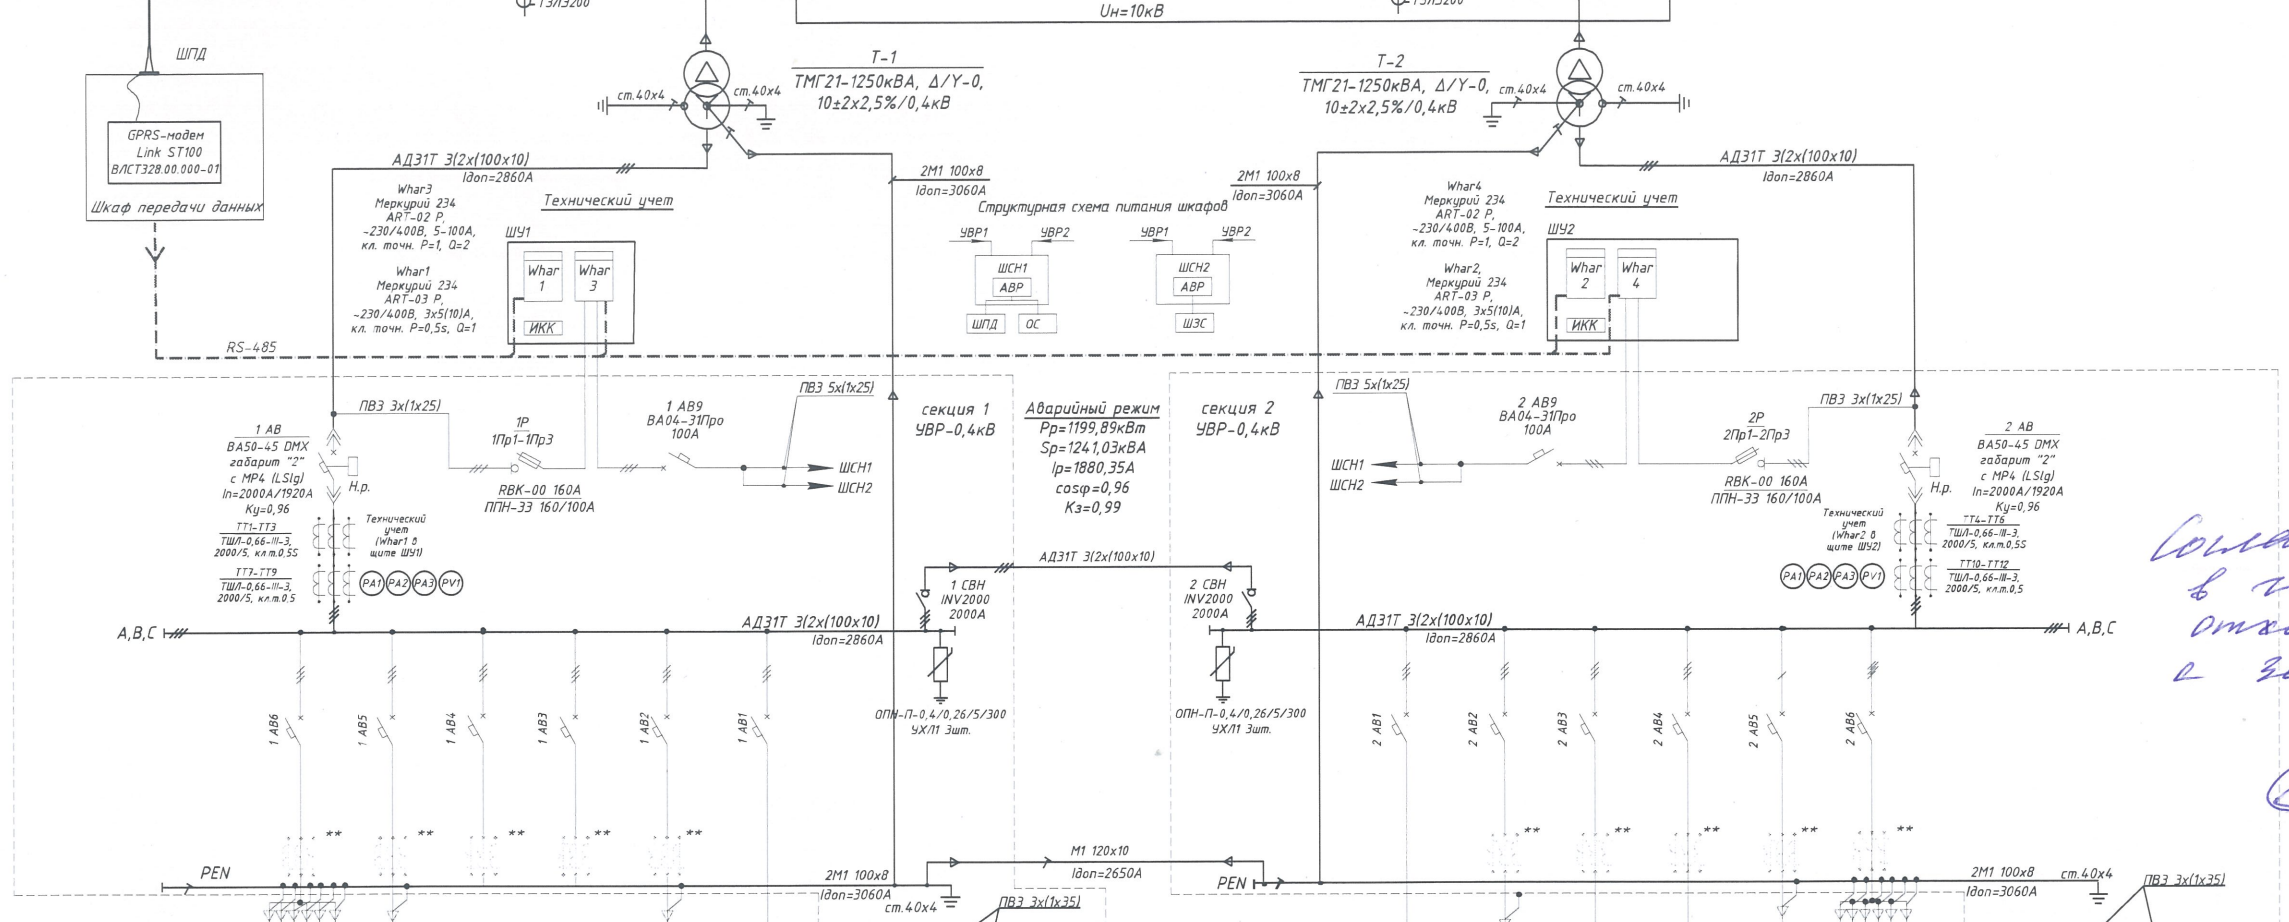 ТЗЛЭ200
Uн=10кВ
ТЗЛЭ200
ШПД
GPRS-модем
Link ST100
ВЛСТ328.00.000-01
Шкаф передачи данных
Т-1
ТМГ21-1250кВА, Δ/Y-0,
10±2х2,5%/0,4кВ
ст.40х4
ст.40х4
Т-2
ТМГ21-1250кВА, Δ/Y-0,
10±2х2,5%/0,4кВ
ст.40х4
ст.40х4
АД31Т 3(2х(100х10)
Iдоп=2860А
2М1 100х8
Iдоп=3060А
2М1 100х8
Iдоп=3060А
АД31Т 3(2х(100х10)
Iдоп=2860А
Whar3
Меркурий 234
ART-02 P,
~230/400В, 5-100А,
кл. точн. P=1, Q=2
Технический учет
Whar1
Меркурий 234
ART-03 P,
~230/400В, 3х5(10)А,
кл. точн. P=0,5s, Q=1
ШУ1
Whar
1
Whar
3
ИКК
Структурная схема питания шкафов
УВР1
УВР2
ШСН1
АВР
ШПД
ОС
УВР1
УВР2
ШСН2
АВР
ШЗС
Whar4
Меркурий 234
ART-02 P,
~230/400В, 5-100А,
кл. точн. P=1, Q=2
Технический учет
Whar2,
Меркурий 234
ART-03 P,
~230/400В, 3х5(10)А,
кл. точн. P=0,5s, Q=1
ШУ2
Whar
2
Whar
4
ИКК
RS-485
ПВ3 3х(1х25)
1Р
1Пр1-1Пр3
RBK-00 160А
ППН-33 160/100А
1 АВ9
ВА04-31Про
100А
ПВ3 5х(1х25)
ШСН1
ШСН2
секция 1
УВР-0,4кВ
Аварийный режим
Рр=1199,89кВт
Sp=1241,03кВА
Iр=1880,35А
cosφ=0,96
Кз=0,99
секция 2
УВР-0,4кВ
ПВ3 5х(1х25)
ШСН1
ШСН2
2 АВ9
ВА04-31Про
100А
2Р
2Пр1-2Пр3
RBK-00 160А
ППН-33 160/100А
ПВ3 3х(1х25)
1 АВ
ВА50-45 DMX
габарит "2"
с МР4 (LSIg)
In=2000А/1920А
Ку=0,96
Н.р.
ТТ1-ТТ3
ТШЛ-0,66-III-3,
2000/5, кл.т.0,5S
Технический
учет
(Whar1 в
щите ШУ1)
ТТ7-ТТ9
ТШЛ-0,66-III-3,
2000/5, кл.т.0,5
PA1
PA2
PA3
PV1
2 АВ
ВА50-45 DMX
габарит "2"
с МР4 (LSIg)
In=2000А/1920А
Ку=0,96
Н.р.
Технический
учет
(Whar2 в
щите ШУ2)
ТТ4-ТТ6
ТШЛ-0,66-III-3,
2000/5, кл.т.0,5S
PA1
PA2
PA3
PV1
ТТ10-ТТ12
ТШЛ-0,66-III-3,
2000/5, кл.т.0,5
АД31Т 3(2х(100х10)
1 СВН
INV2000
2000А
2 СВН
INV2000
2000А
А,В,С
АД31Т 3(2х(100х10)
Iдоп=2860А
АД31Т 3(2х(100х10)
Iдоп=2860А
А,В,С
ОПН-П-0,4/0,26/5/300
УХЛ1 3шт.
ОПН-П-0,4/0,26/5/300
УХЛ1 3шт.
1 АВ6
1 АВ5
1 АВ4
1 АВ3
1 АВ2
1 АВ1
2 АВ1
2 АВ2
2 АВ3
2 АВ4
2 АВ5
2 АВ6
**
**
**
**
**
**
**
**
**
**
PEN
2М1 100х8
Iдоп=3060А
ст.40х4
М1 120х10
Iдоп=2650А
PEN
2М1 100х8
Iдоп=3060А
ст.40х4
ПВ3 3х(1х35)
ПВ3 3х(1х35)